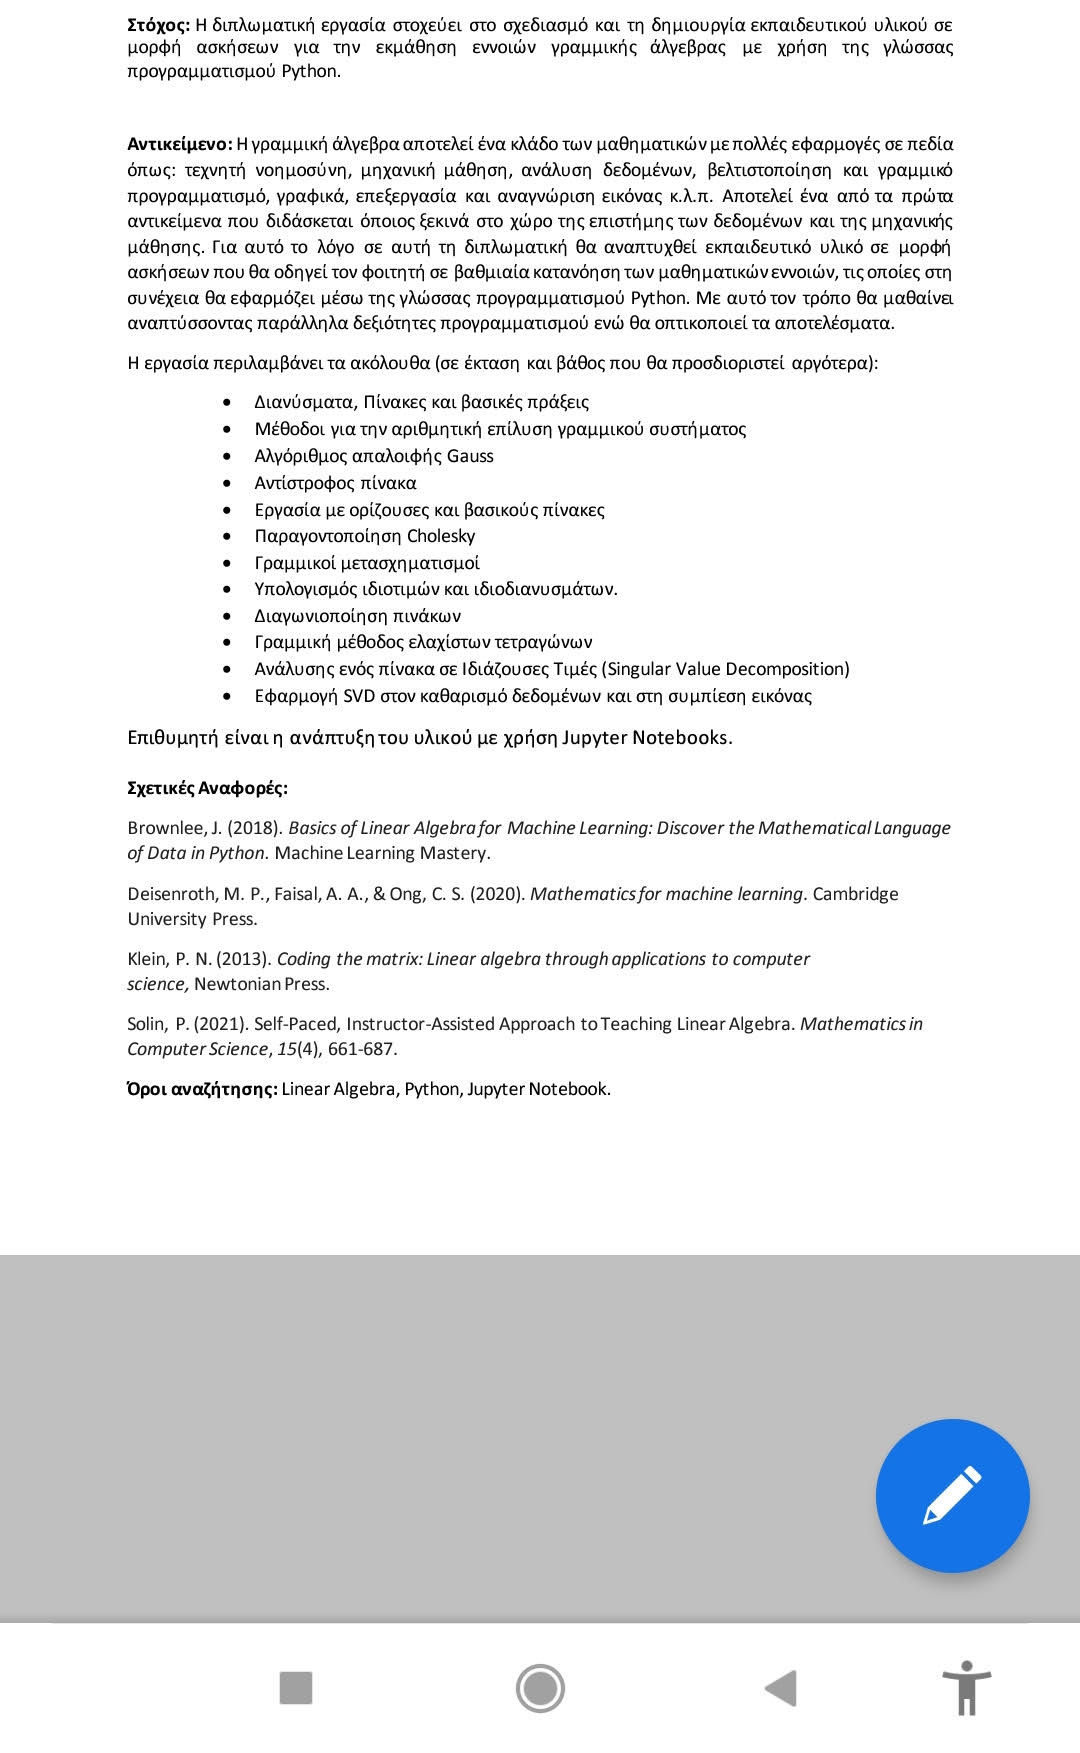 Στόχος: Η διπλωματική εργασία στοχεύει στο σχεδιασμό και τη δημιουργία εκπαιδευτικού υλικού σε
μορφή ασκήσεων για την εκμάθηση εννοιών γραμμικής άλγεβρας με χρήση της γλώσσας
προγραμματισμού Python.
Αντικείμενο: Η γραμμική άλγεβρα αποτελεί ένα κλάδο των μαθηματικών με πολλές εφαρμογές σε πεδία
όπως: τεχνητή νοημοσύνη, μηχανική μάθηση, ανάλυση δεδομένων, βελτιστοποίηση και γραμμικό
προγραμματισμό, γραφικά, επεξεργασία και αναγνώριση εικόνας κ.λ.π. Αποτελεί ένα από τα πρώτα
αντικείμενα που διδάσκεται όποιος ξεκινά στο χώρο της επιστήμης των δεδομένων και της μηχανικής
μάθησης. Για αυτό το λόγο σε αυτή τη διπλωματική θα αναπτυχθεί εκπαιδευτικό υλικό σε μορφή
ασκήσεων που θα οδηγεί τον φοιτητή σε βαθμιαία κατανόηση των μαθηματικών εννοιών, τις οποίες στη
συνέχεια θα εφαρμόζει μέσω της γλώσσας προγραμματισμού Python. Με αυτό τον τρόπο θα μαθαίνει
αναπτύσσοντας παράλληλα δεξιότητες προγραμματισμού ενώ θα οπτικοποιεί τα αποτελέσματα.
Η εργασία περιλαμβάνει τα ακόλουθα (σε έκταση και βάθος που θα προσδιοριστεί αργότερα):
• Διανύσματα, Πίνακες και βασικές πράξεις
• Μέθοδοι για την αριθμητική επίλυση γραμμικού συστήματος
• Αλγόριθμος απαλοιφής Gauss
• Αντίστροφος πίνακα
• Εργασία με ορίζουσες και βασικούς πίνακες
• Παραγοντοποίηση Cholesky
• Γραμμικοί μετασχηματισμοί
• Υπολογισμός ιδιοτιμών και ιδιοδιανυσμάτων.
• Διαγωνιοποίηση πινάκων
• Γραμμική μέθοδος ελαχίστων τετραγώνων
• Ανάλυσης ενός πίνακα σε Ιδιάζουσες Τιμές (Singular Value Decomposition)
• Εφαρμογή SVD στον καθαρισμό δεδομένων και στη συμπίεση εικόνας
Επιθυμητή είναι η ανάπτυξη του υλικού με χρήση Jupyter Notebooks.
Σχετικές Αναφορές:
Brownlee, J. (2018). Basics of Linear Algebra for Machine Learning: Discover the Mathematical Language
of Data in Python. Machine Learning Mastery.
Deisenroth, M. P., Faisal, A. A., & Ong, C. S. (2020). Mathematics for machine learning. Cambridge
University Press.
Klein, P. N. (2013). Coding the matrix: Linear algebra through applications to computer
science, Newtonian Press.
Solin, P. (2021). Self-Paced, Instructor-Assisted Approach to Teaching Linear Algebra. Mathematics in
Computer Science, 15(4), 661-687.
Όροι αναζήτησης: Linear Algebra, Python, Jupyter Notebook.